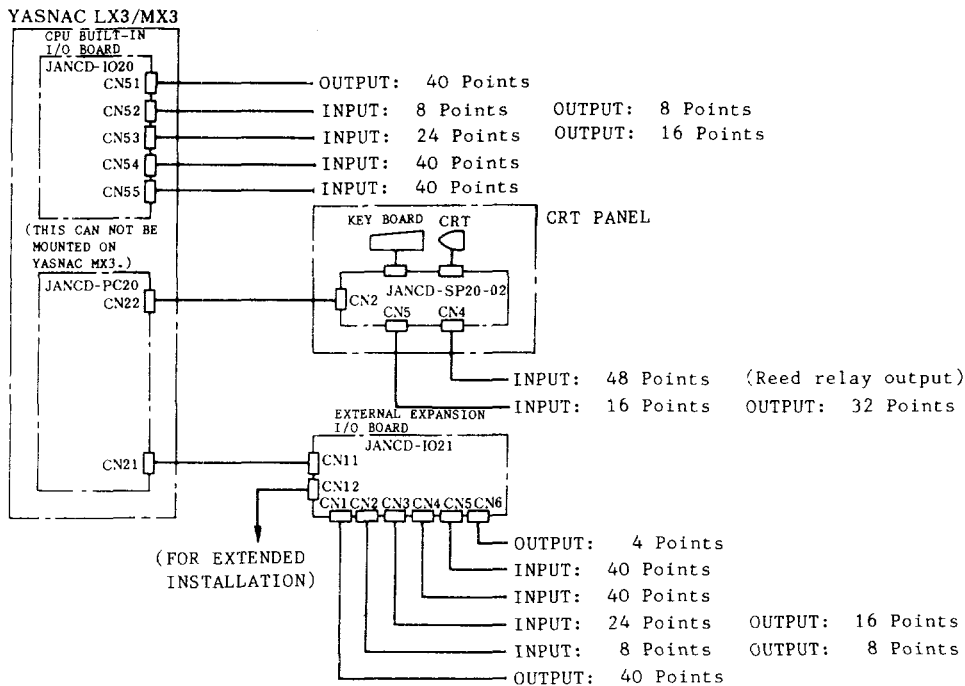 YASNAC LX3/MX3
CPU BUILT-IN
I/O BOARD
JANCD-IO20
CN51
OUTPUT: 40 Points
CN52
INPUT: 8 Points OUTPUT: 8 Points
CN53
INPUT: 24 Points OUTPUT: 16 Points
CN54
INPUT: 40 Points
CN55
INPUT: 40 Points
(THIS CAN NOT BE
MOUNTED ON
YASNAC MX3.)
CRT PANEL
KEY BOARD CRT
JANCD-PC20
CN22
CN2
JANCD-SP20-02
CN5 CN4
INPUT: 48 Points (Reed relay output)
INPUT: 16 Points OUTPUT: 32 Points
EXTERNAL EXPANSION
I/O BOARD
JANCD-IO21
CN21
CN11
CN12
CN1 CN2 CN3 CN4 CN5 CN6
(FOR EXTENDED
INSTALLATION)
OUTPUT: 4 Points
INPUT: 40 Points
INPUT: 40 Points
INPUT: 24 Points OUTPUT: 16 Points
INPUT: 8 Points OUTPUT: 8 Points
OUTPUT: 40 Points